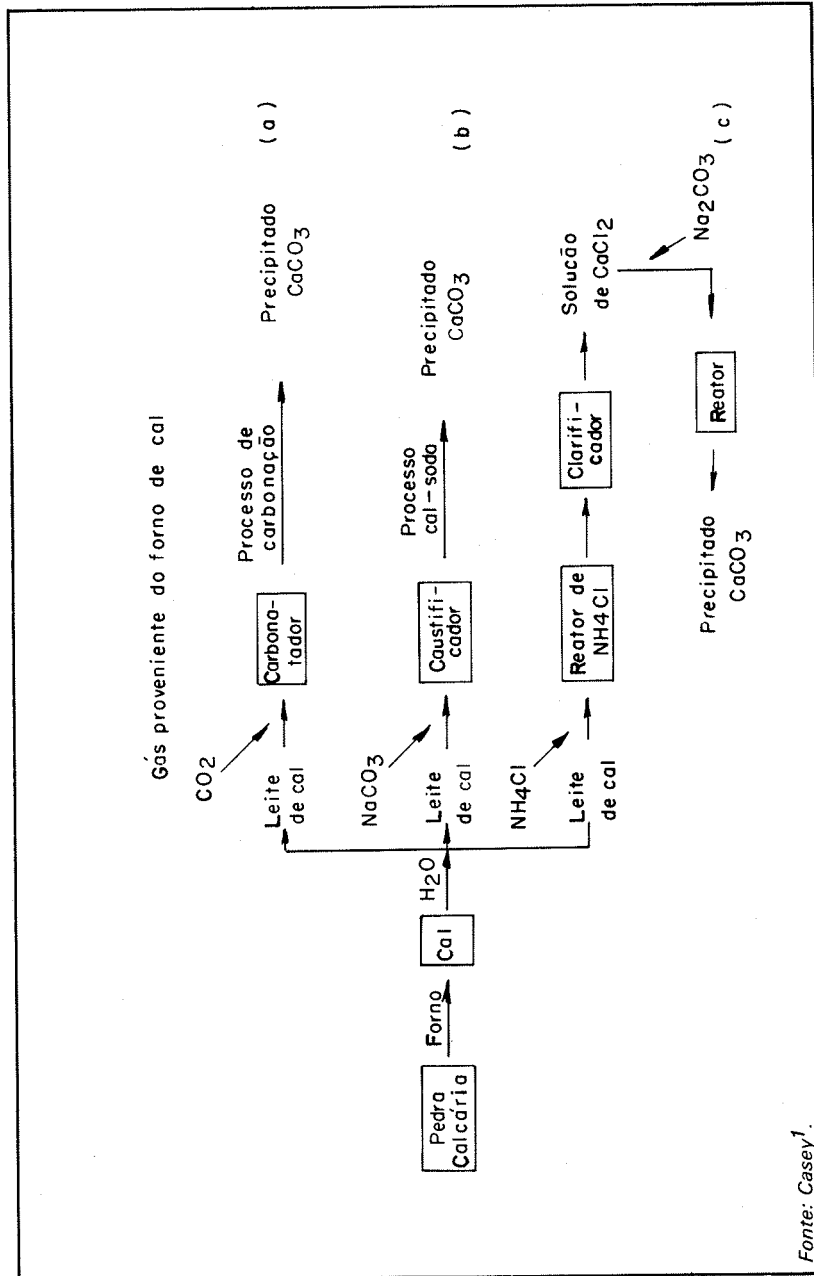 Gás proveniente do forno de cal
CO2
Leite
de cal
Carbona-
tador
Processo de
carbonação
Precipitado
CaCO3
(a)
Pedra
Calcária
Forno
Cal
H2O
NaCO3
Leite
de cal
Caustifi-
cador
Processo
cal-soda
Precipitado
CaCO3
(b)
NH4Cl
Leite
de cal
Reator de
NH4Cl
Clarifi-
cador
Solucão
de CaCl2
Na2CO3
(c)
Reator
Precipitado
CaCO3
Fonte: Casey1.